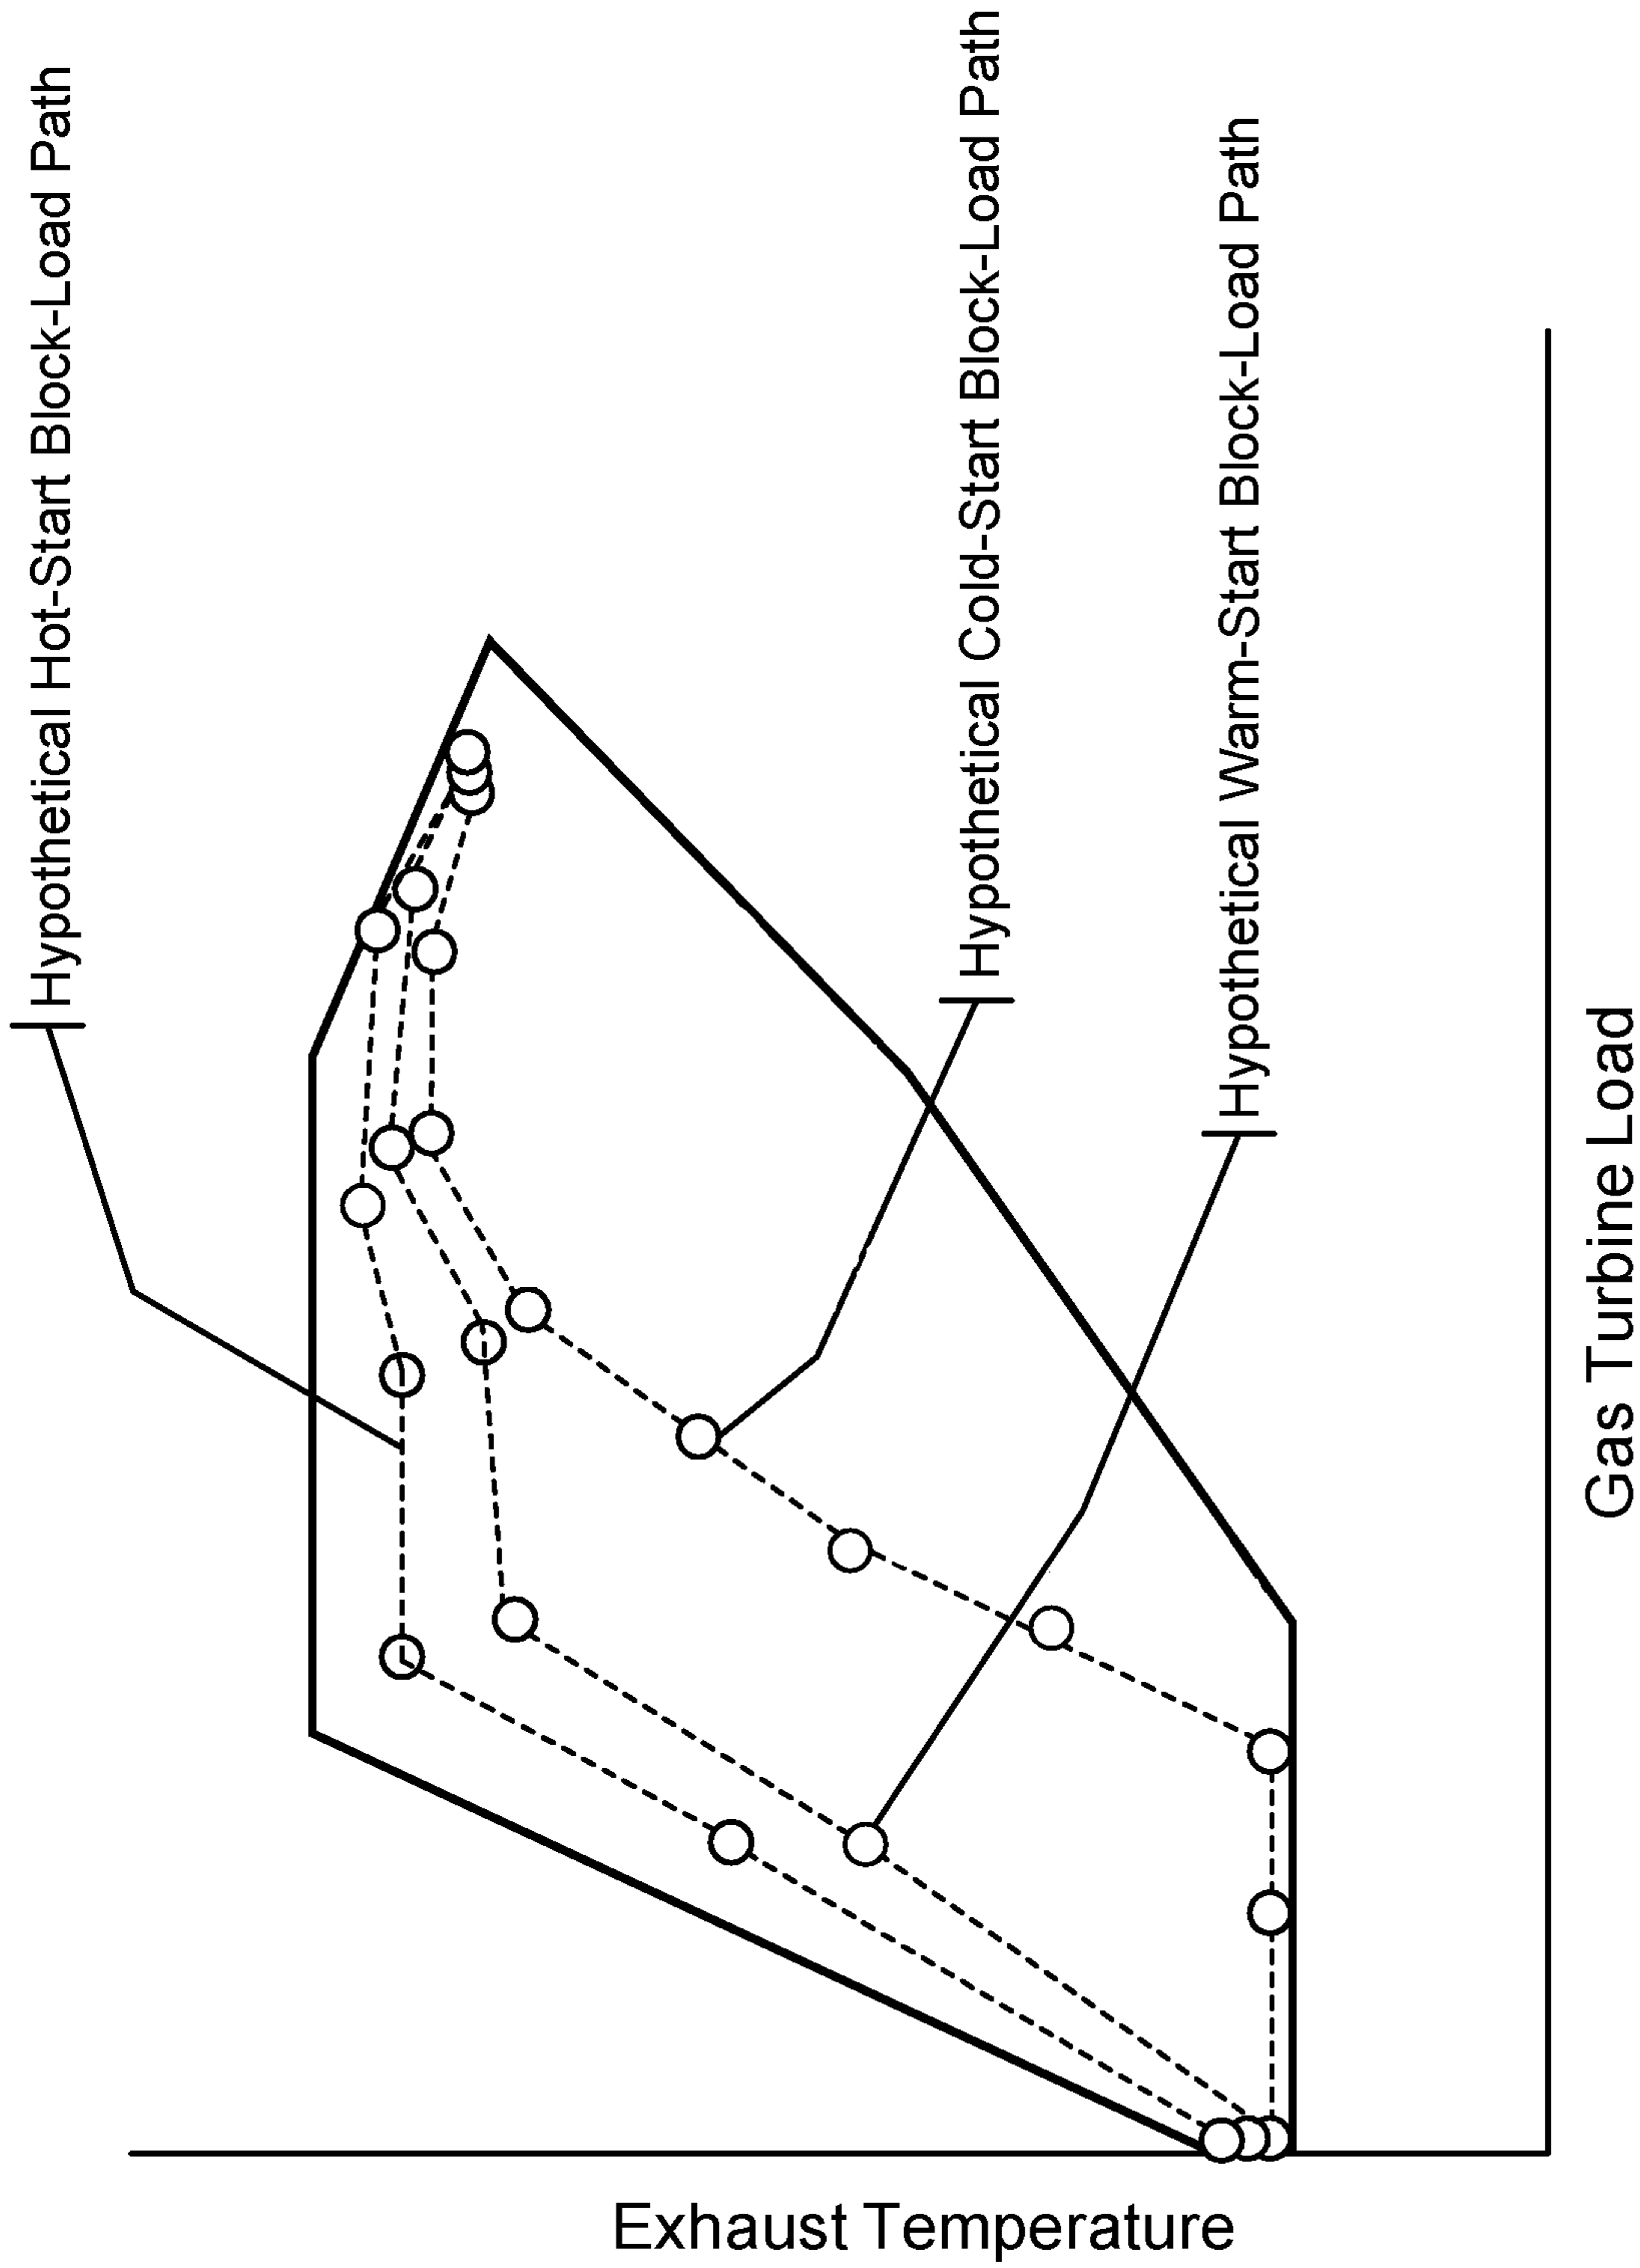 Hypothetical Hot-Start Block-Load Path
Hypothetical Cold-Start Block-Load Path
Hypothetical Warm-Start Block-Load Path
Gas Turbine Load
Exhaust Temperature